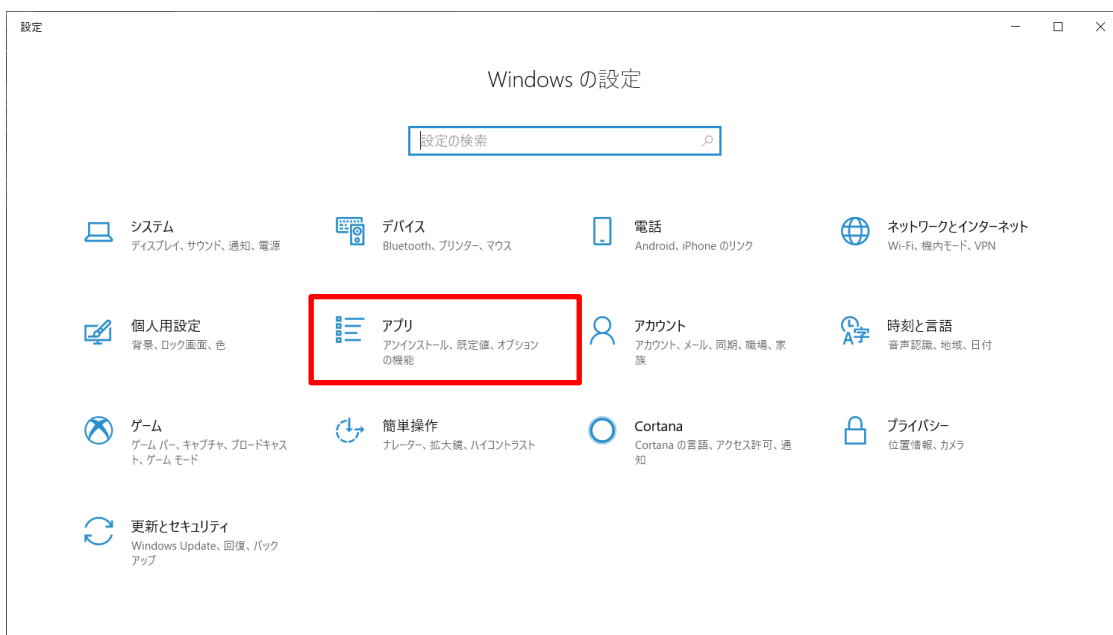 設定
Windows の設定
設定の検索
システム
ディスプレイ、サウンド、通知、電源
デバイス
Bluetooth、プリンター、マウス
電話
Android、iPhone のリンク
ネットワークとインターネット
Wi-Fi、機内モード、VPN
個人用設定
背景、ロック画面、色
アプリ
アンインストール、既定値、オプション
の機能
アカウント
アカウント、メール、同期、職場、家
族
時刻と言語
音声認識、地域、日付
ゲーム
ゲーム バー、キャプチャ、ブロードキャス
ト、ゲーム モード
簡単操作
ナレーター、拡大鏡、ハイコントラスト
Cortana
Cortana の言語、アクセス許可、通
知
プライバシー
位置情報、カメラ
更新とセキュリティ
Windows Update、回復、バック
アップ